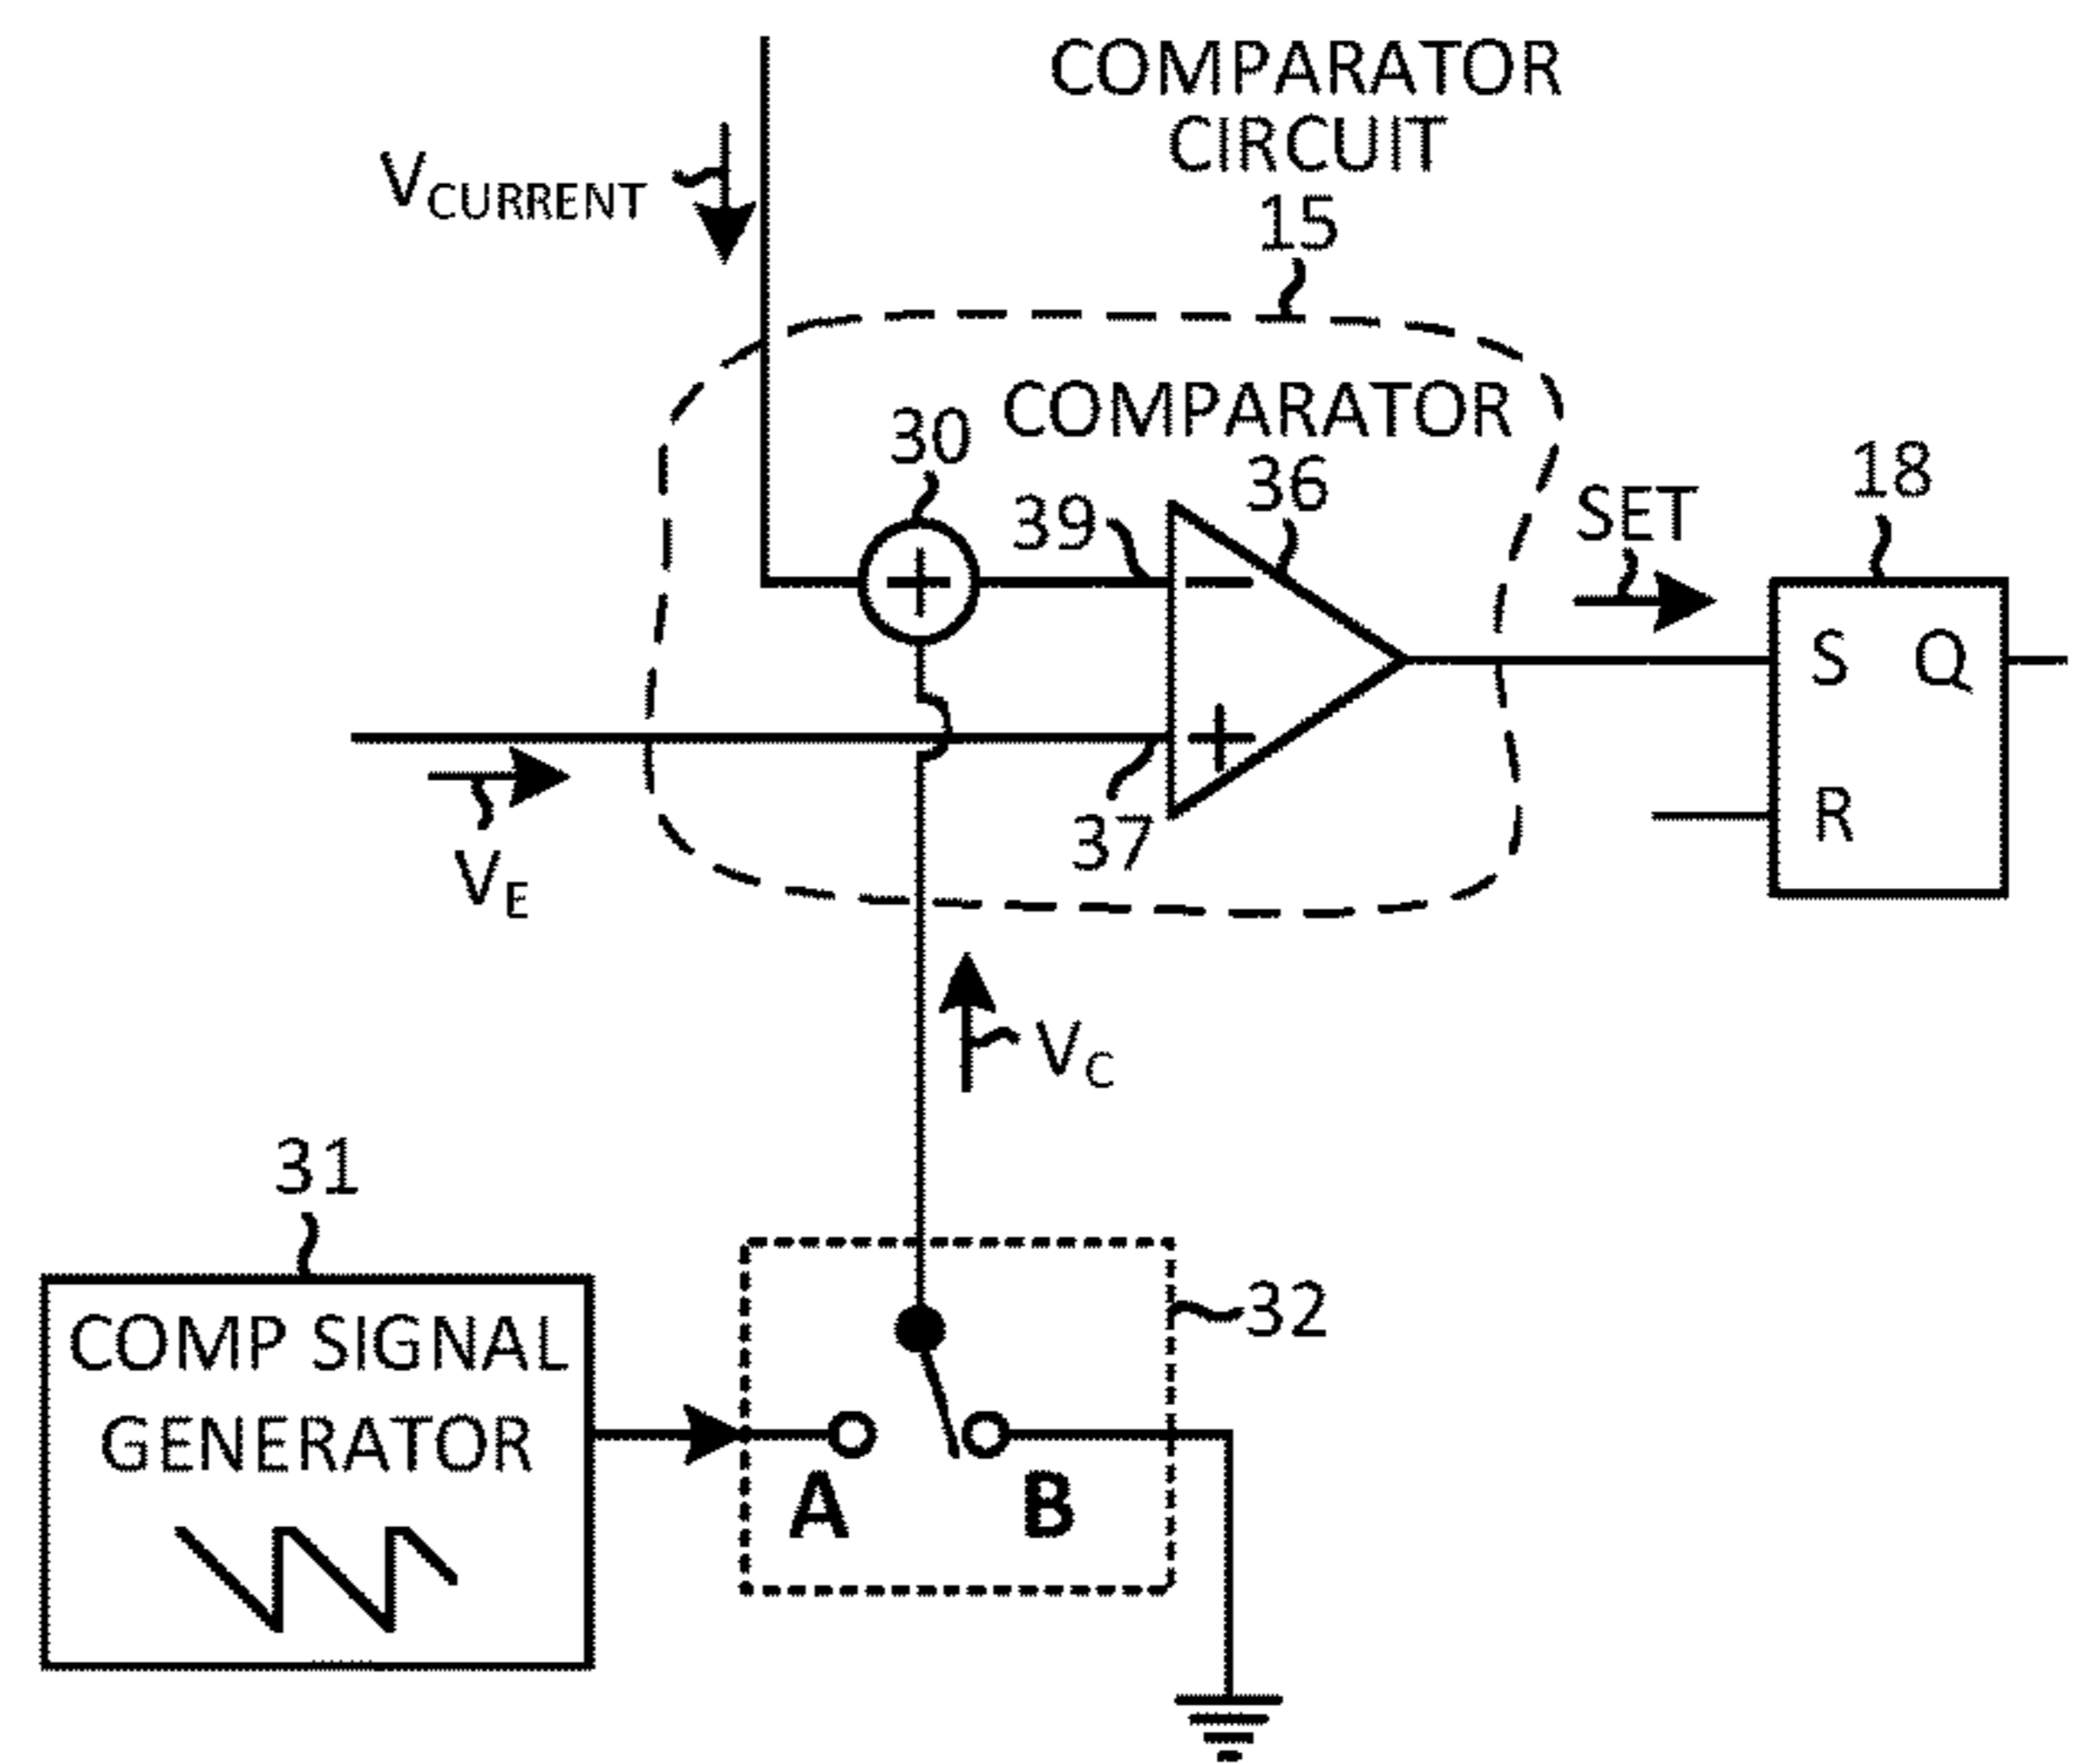 COMPARATOR
CIRCUIT
15
VCURRENT
COMPARATOR
30
36
39
SET
18
S Q
R
37
VE
VC
31
32
COMP SIGNAL
GENERATOR
A
B